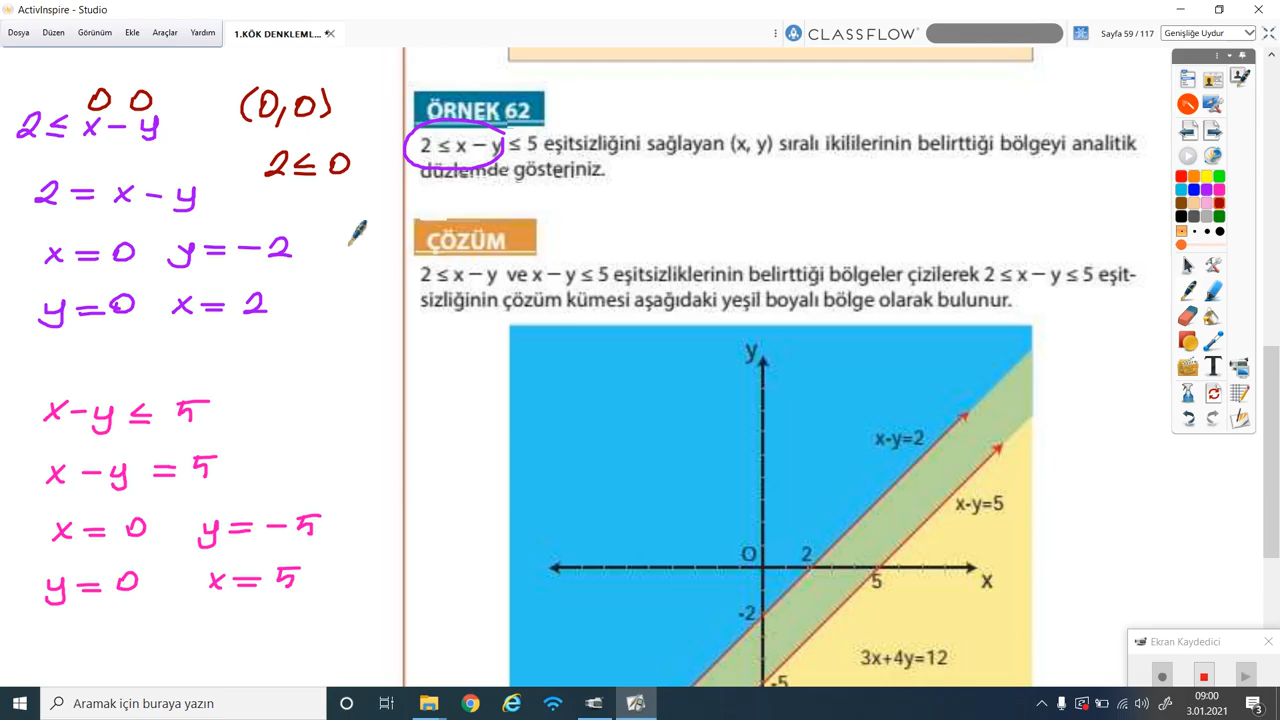 ActivInspire - Studio
Dosya Düzen Görünüm Ekle Araçlar Yardım
1.KÖK DENKLEML...
CLASSFLOW
Sayfa 59 / 117
Genişliğe Uydur
0 0
2 ≤ x - y
(0,0)
2 ≤ 0
2 = x - y
x = 0 y = -2
y = 0 x = 2
x - y ≤ 5
x - y = 5
x = 0 y = -5
y = 0 x = 5
ÖRNEK 62
2 ≤ x − y ≤ 5 eşitsizliğini sağlayan (x, y) sıralı ikililerinin belirttiği bölgeyi analitik
düzlemde gösteriniz.
ÇÖZÜM
2 ≤ x − y ve x − y ≤ 5 eşitsizliklerinin belirttiği bölgeler çizilerek 2 ≤ x − y ≤ 5 eşit-
sizliğinin çözüm kümesi aşağıdaki yeşil boyalı bölge olarak bulunur.
y
x-y=2
x-y=5
O 2
5 x
-2
3x+4y=12
-5
Ekran Kaydedici
Aramak için buraya yazın
09:00
3.01.2021
3